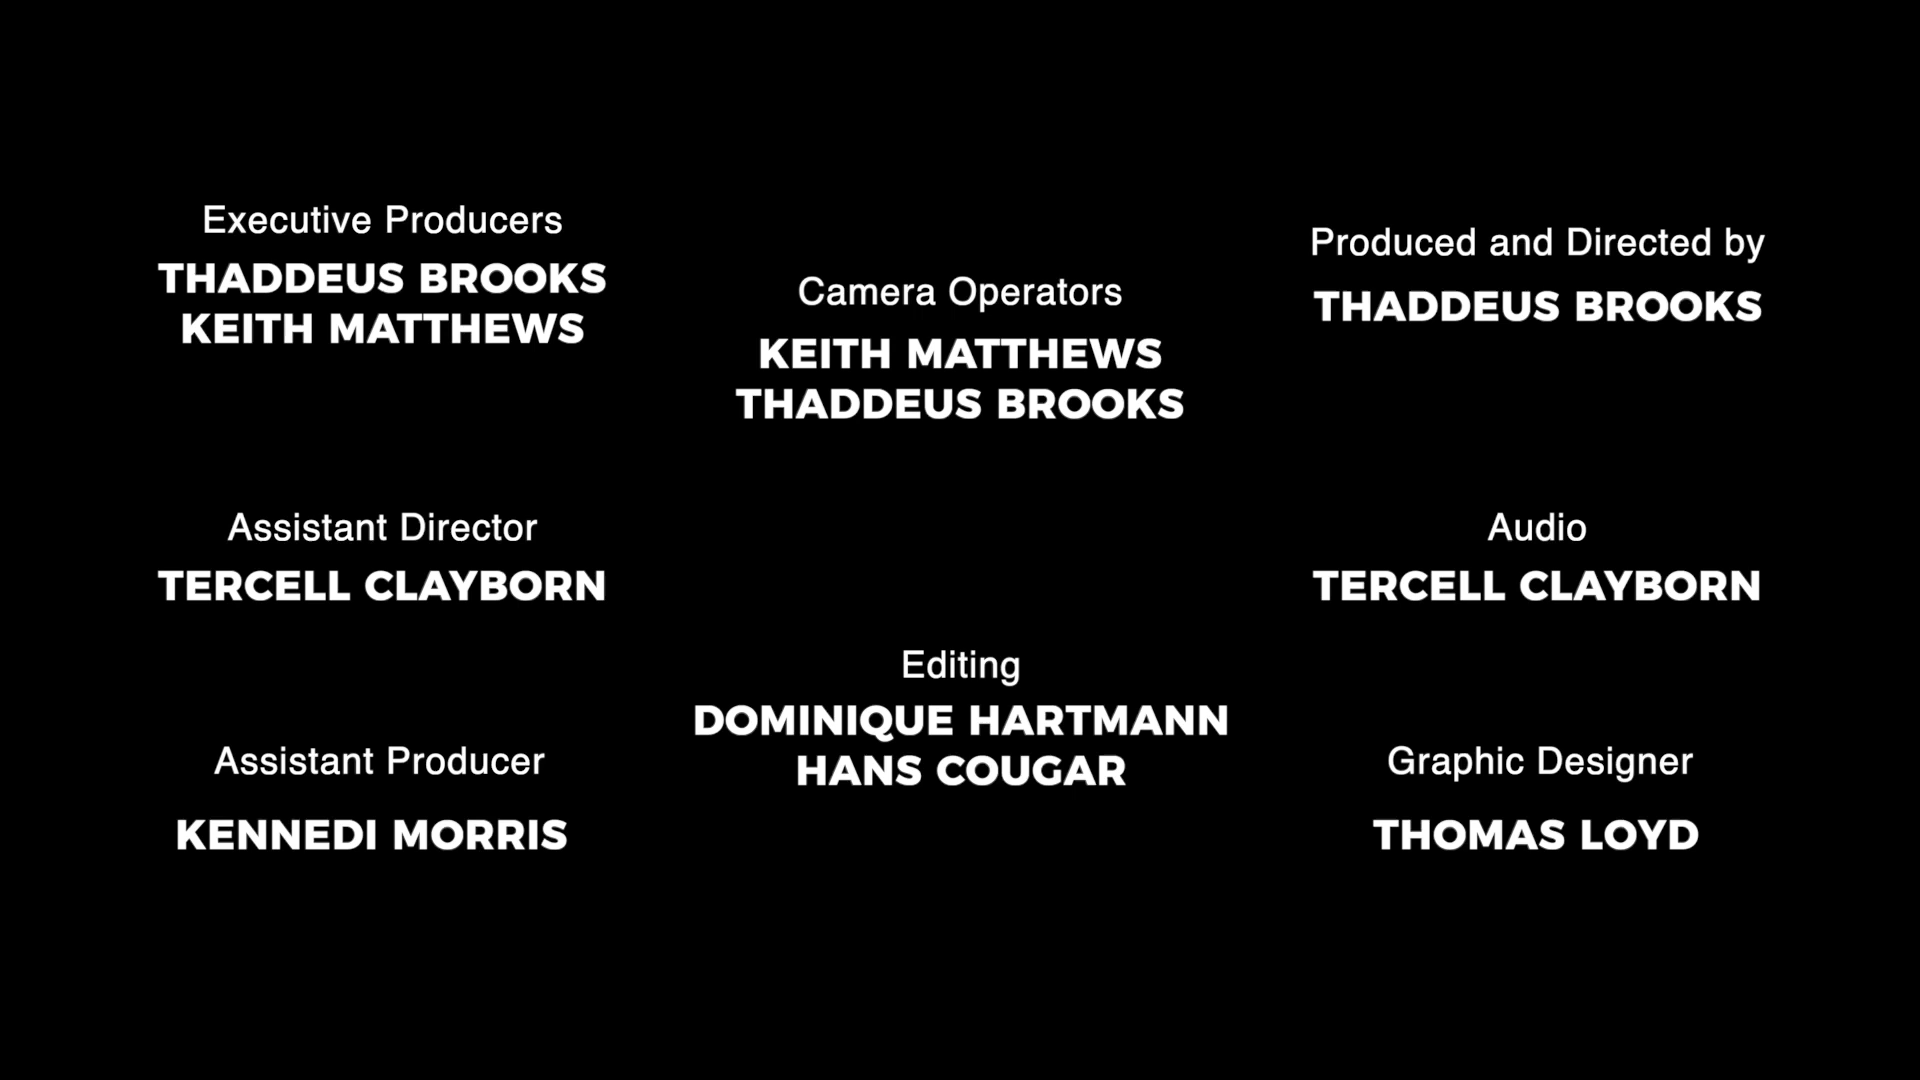 Executive Producers
THADDEUS BROOKS
KEITH MATTHEWS
Assistant Director
TERCELL CLAYBORN
Assistant Producer
KENNEDI MORRIS
Camera Operators
KEITH MATTHEWS
THADDEUS BROOKS
Editing
DOMINIQUE HARTMANN
HANS COUGAR
Produced and Directed by
THADDEUS BROOKS
Audio
TERCELL CLAYBORN
Graphic Designer
THOMAS LOYD